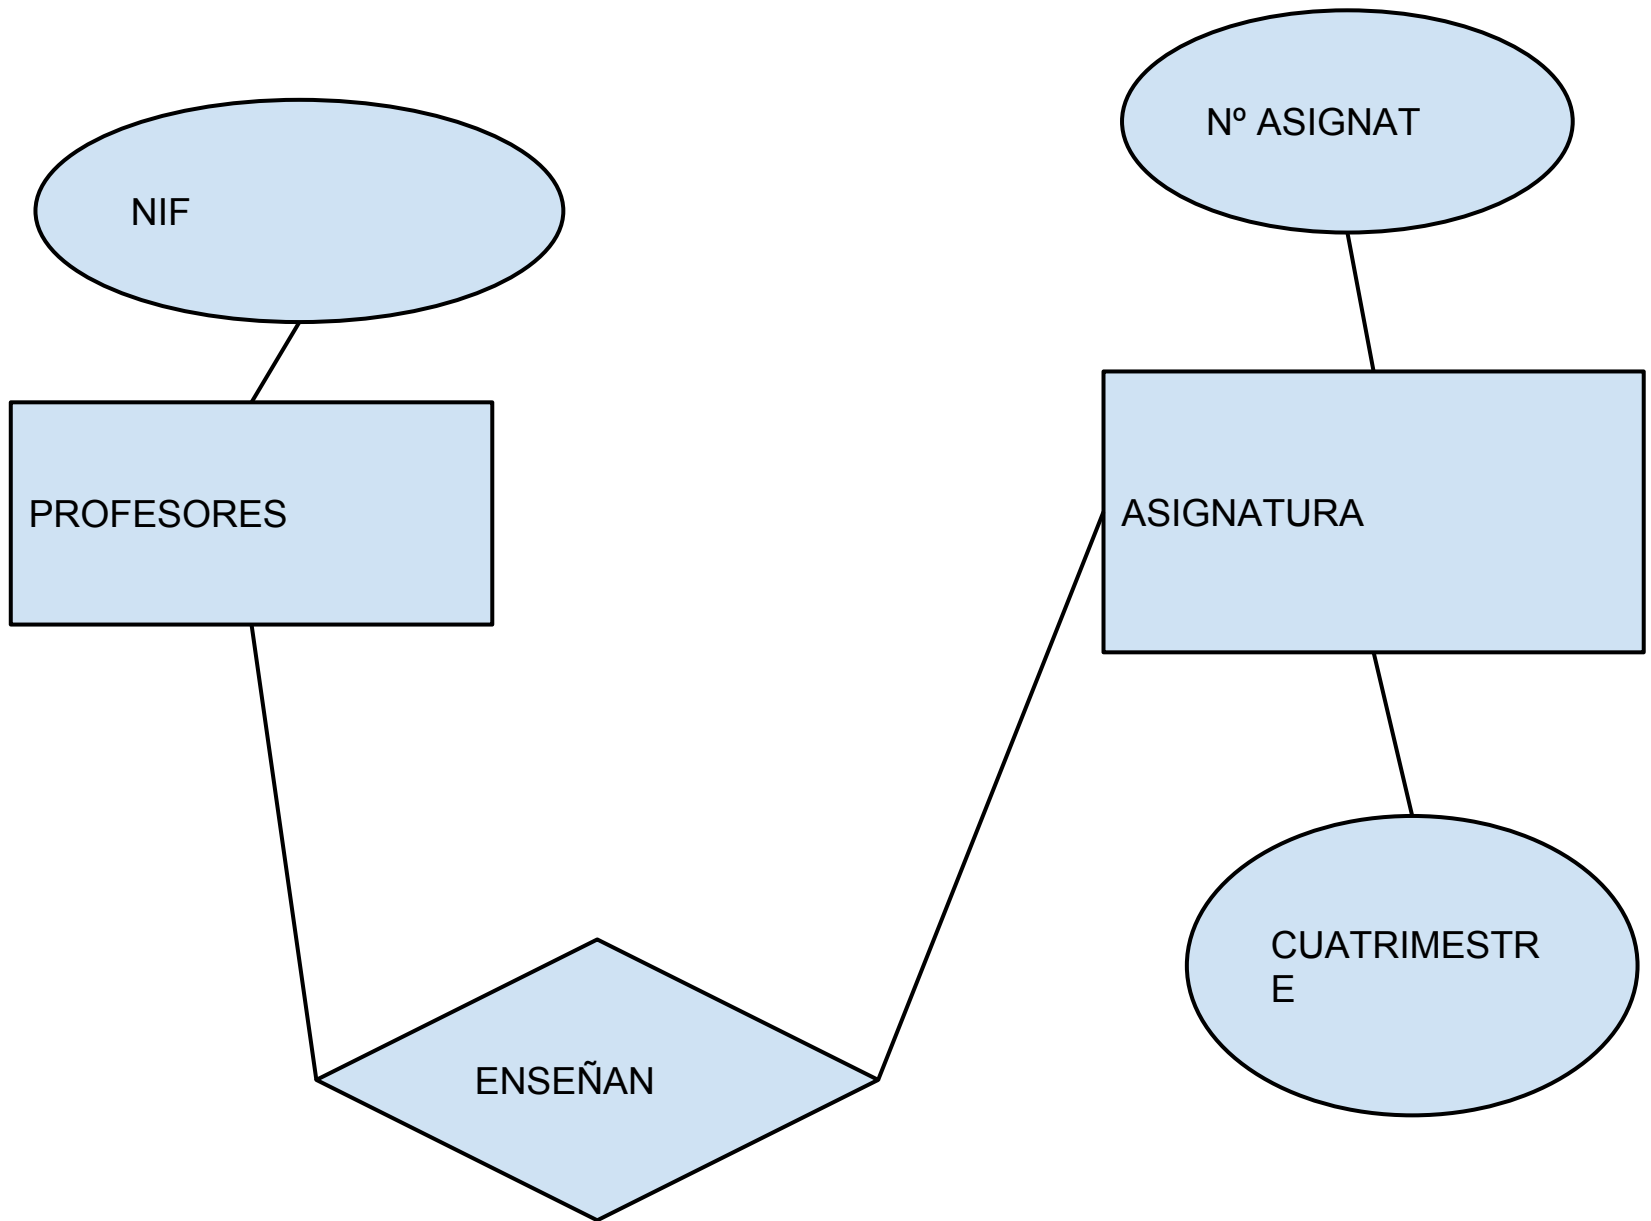 Nº ASIGNAT
NIF
PROFESORES
ASIGNATURA
CUATRIMESTR
E
ENSEÑAN